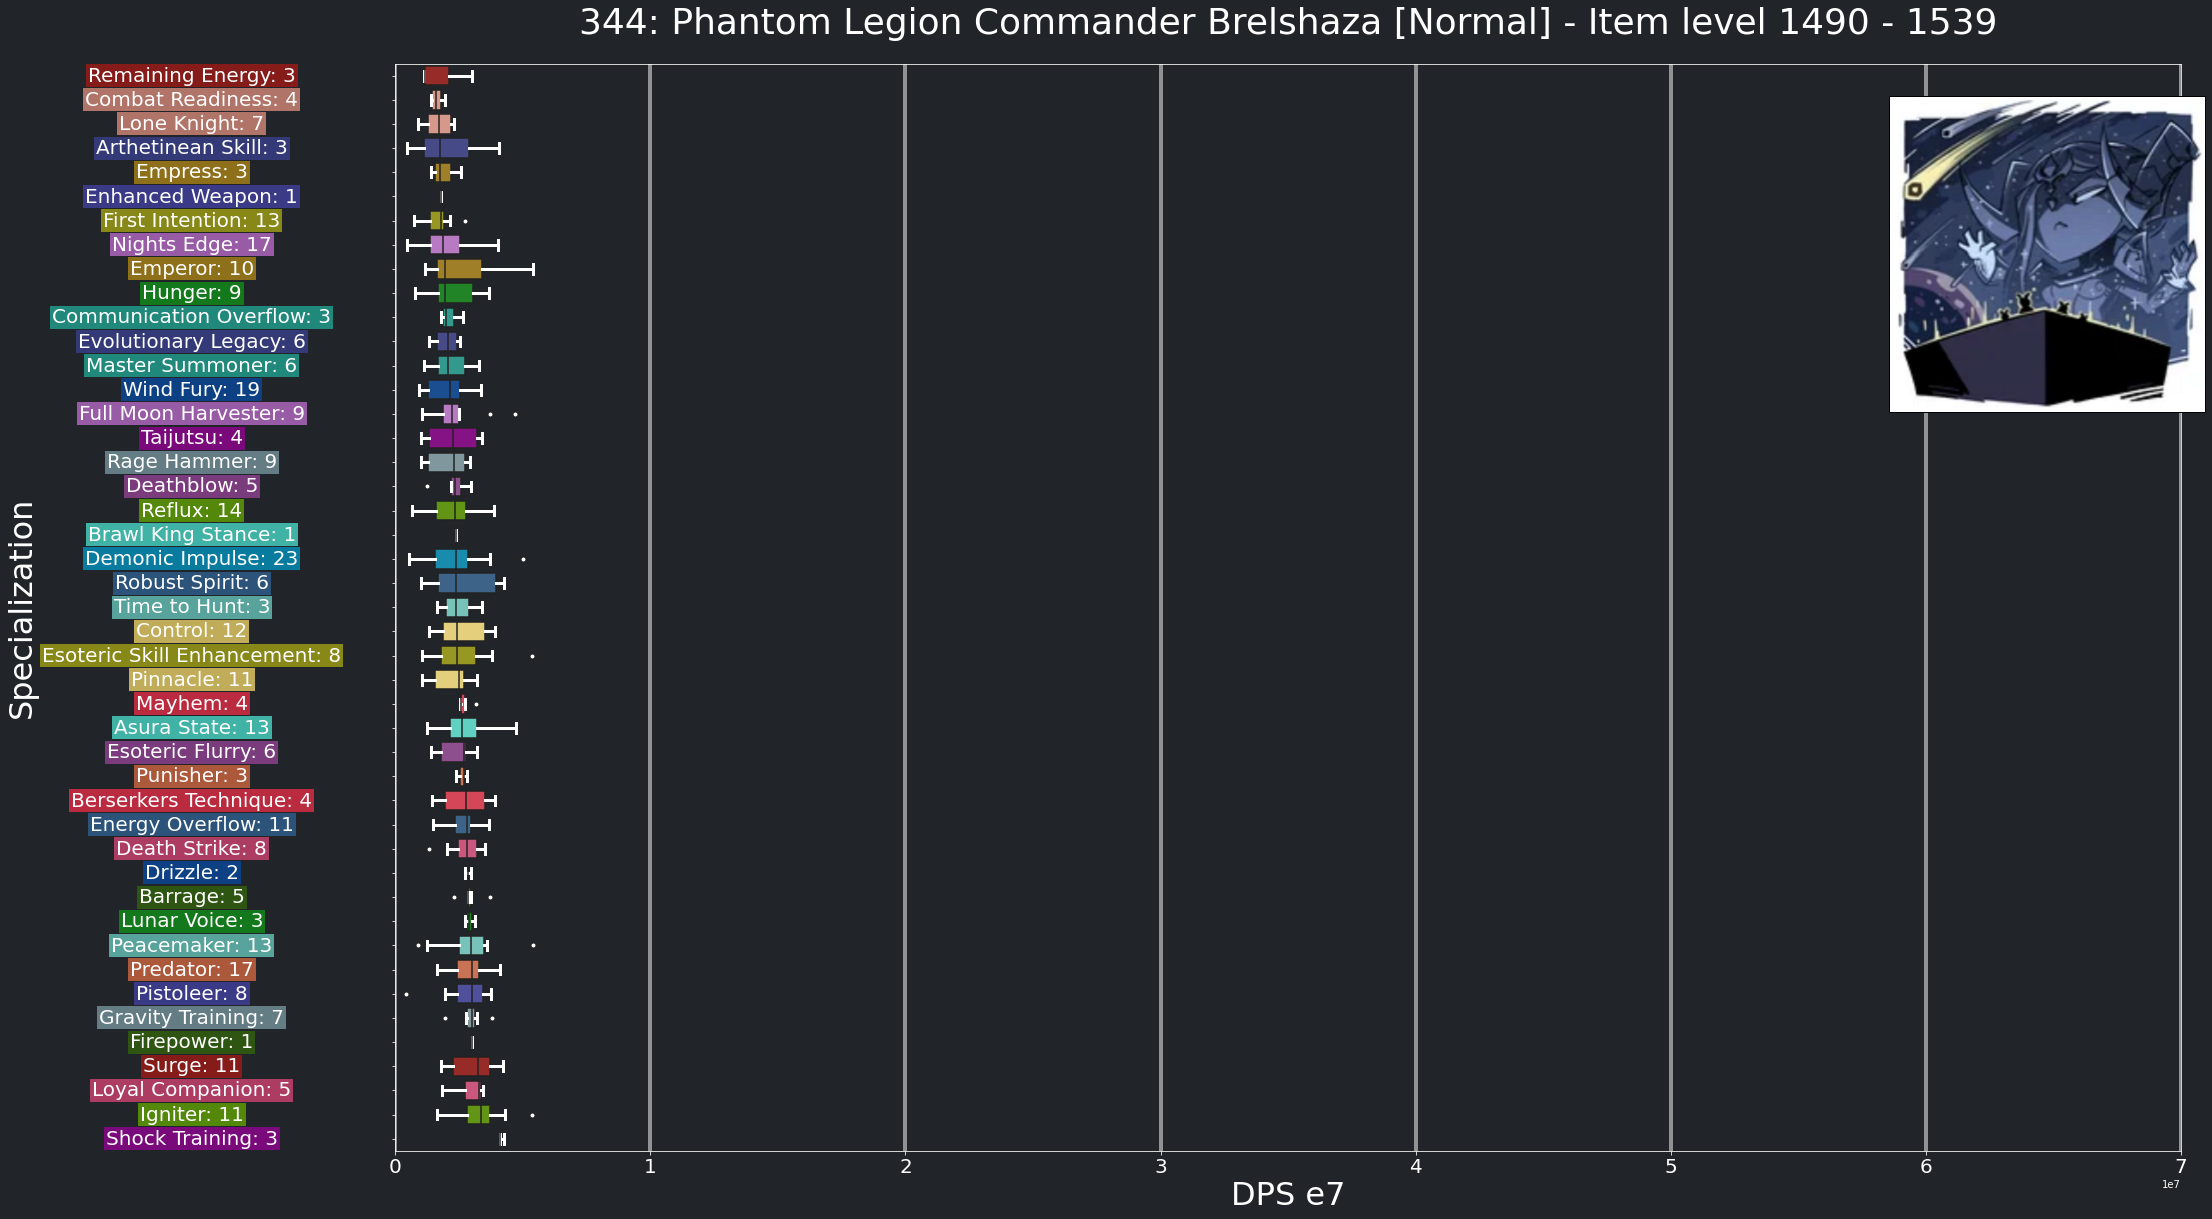 344: Phantom Legion Commander Brelshaza [Normal] - Item level 1490 - 1539
Specialization
Remaining Energy: 3
Combat Readiness: 4
Lone Knight: 7
Arthetinean Skill: 3
Empress: 3
Enhanced Weapon: 1
First Intention: 13
Nights Edge: 17
Emperor: 10
Hunger: 9
Communication Overflow: 3
Evolutionary Legacy: 6
Master Summoner: 6
Wind Fury: 19
Full Moon Harvester: 9
Taijutsu: 4
Rage Hammer: 9
Deathblow: 5
Reflux: 14
Brawl King Stance: 1
Demonic Impulse: 23
Robust Spirit: 6
Time to Hunt: 3
Control: 12
Esoteric Skill Enhancement: 8
Pinnacle: 11
Mayhem: 4
Asura State: 13
Esoteric Flurry: 6
Punisher: 3
Berserkers Technique: 4
Energy Overflow: 11
Death Strike: 8
Drizzle: 2
Barrage: 5
Lunar Voice: 3
Peacemaker: 13
Predator: 17
Pistoleer: 8
Gravity Training: 7
Firepower: 1
Surge: 11
Loyal Companion: 5
Igniter: 11
Shock Training: 3
0 1 2 3 4 5 6 7
1e7
DPS e7